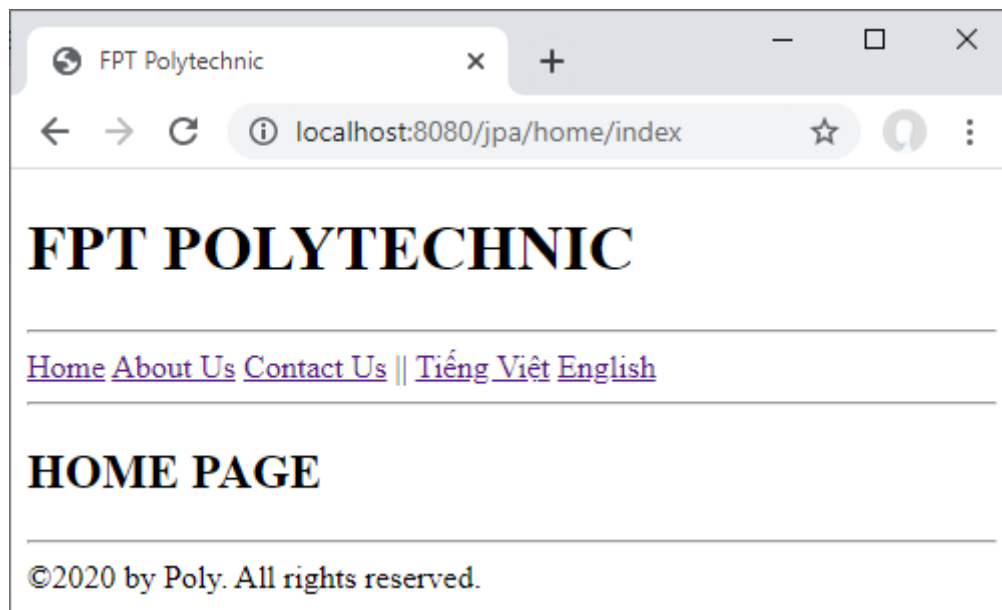 FPT Polytechnic
localhost:8080/jpa/home/index
FPT POLYTECHNIC
Home About Us Contact Us || Tiếng Việt English
HOME PAGE
©2020 by Poly. All rights reserved.